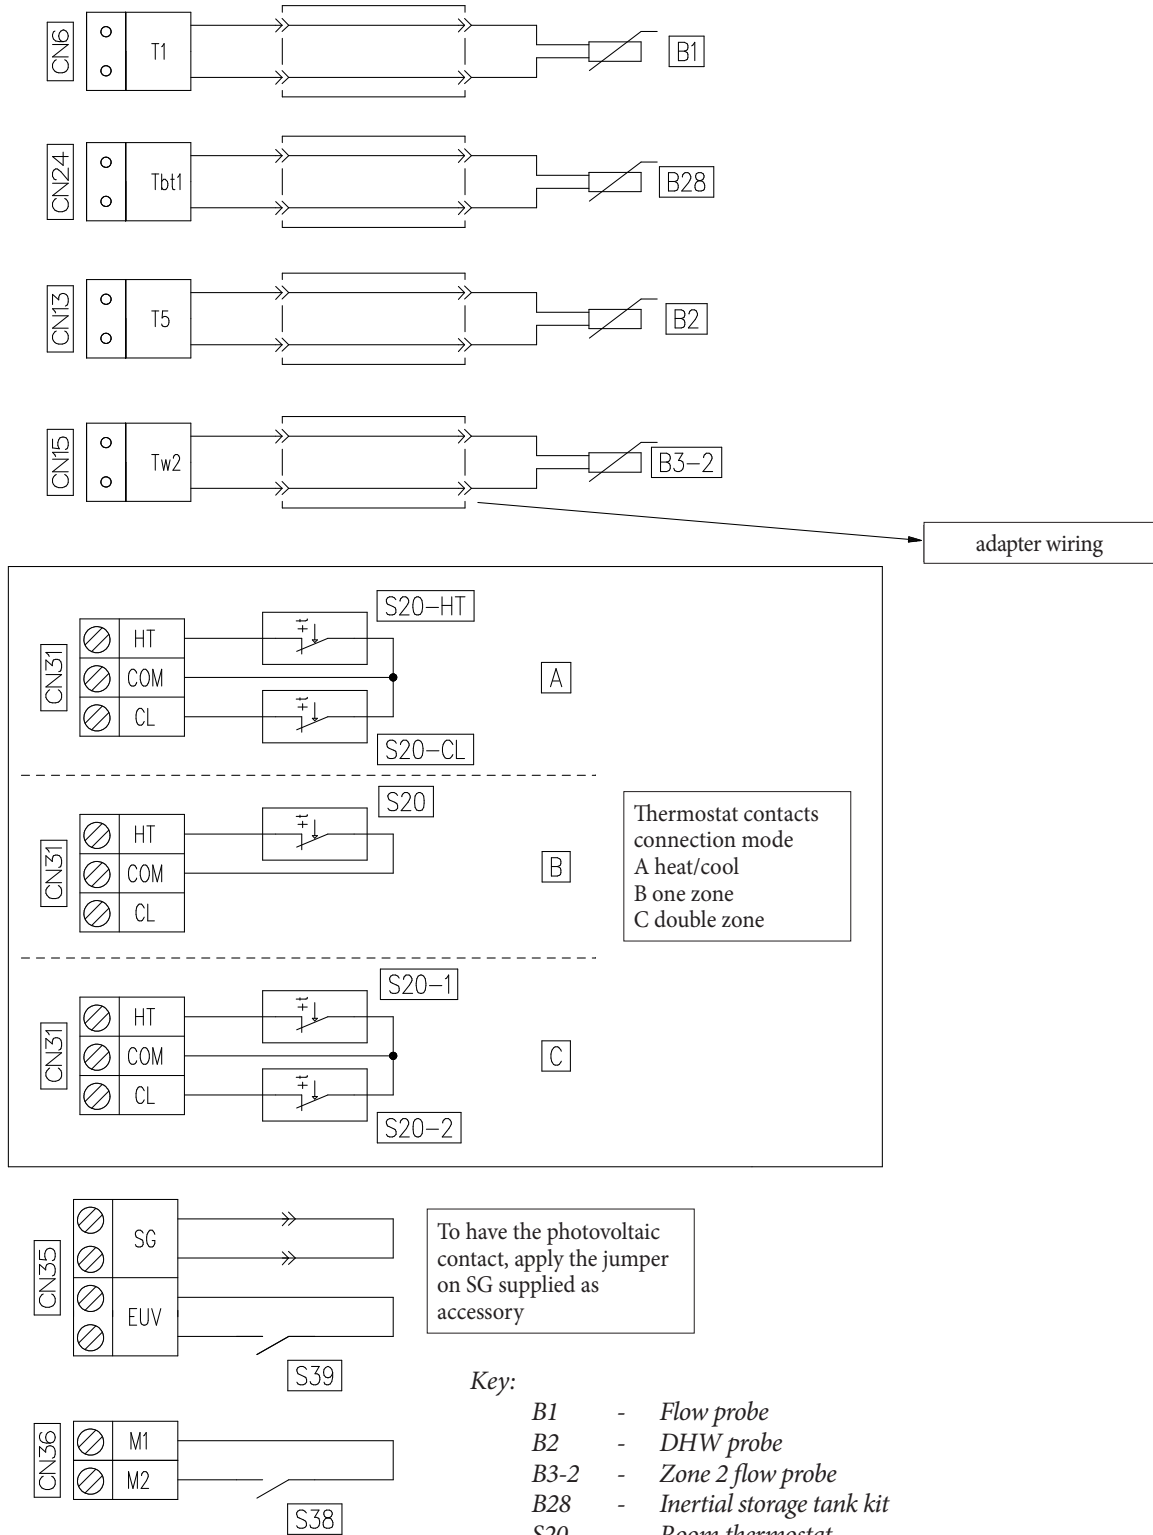 CN6
T1
B1
CN24
Tbt1
B28
CN13
T5
B2
CN15
Tw2
B3-2
adapter wiring
S20-HT
CN31
HT
COM
CL
+t
+t
A
S20-CL
S20
CN31
HT
COM
CL
+t
B
Thermostat contacts
connection mode
A heat/cool
B one zone
C double zone
S20-1
CN31
HT
COM
CL
+t
+t
C
S20-2
CN35
SG
EUV
To have the photovoltaic
contact, apply the jumper
on SG supplied as
accessory
S39
CN36
M1
M2
S38
Key:
B1 - Flow probe
B2 - DHW probe
B3-2 - Zone 2 flow probe
B28 - Inertial storage tank kit
S20 - Room thermostat